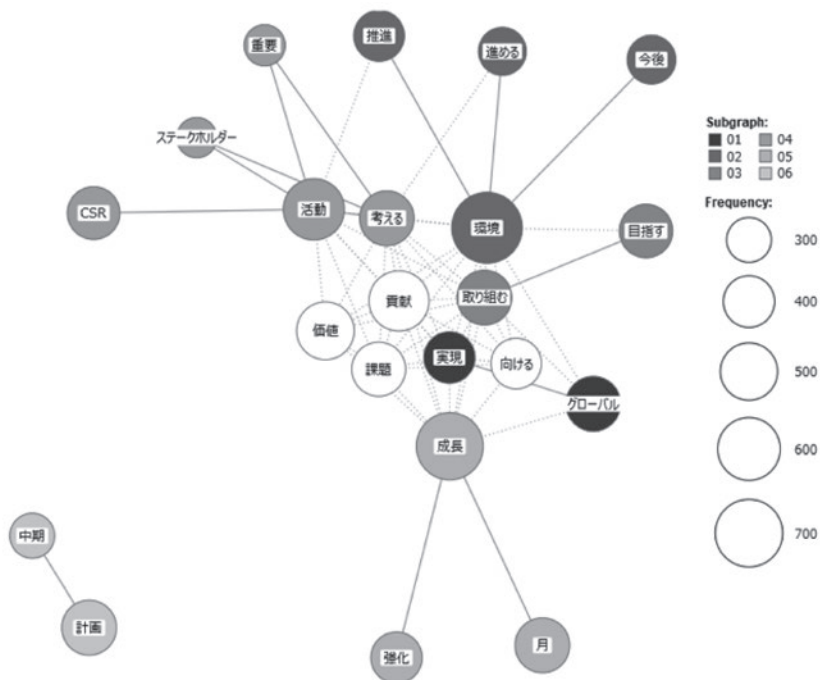 重要
推進
進める
今後
ステークホルダー
CSR
活動
考える
環境
目指す
貢献
取り組む
価値
課題
実現
向ける
グローバル
成長
中期
計画
強化
月
Subgraph:
01 04
02 05
03 06
Frequency:
300
400
500
600
700